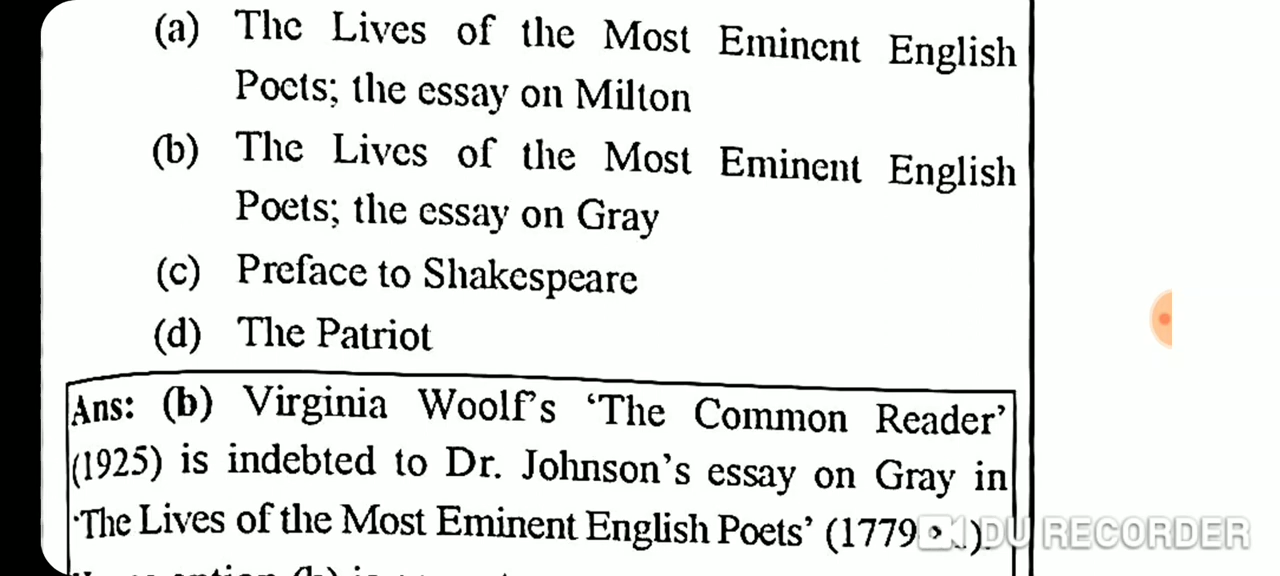 (a) The Lives of the Most Eminent English
Poets; the essay on Milton
(b) The Lives of the Most Eminent English
Poets; the essay on Gray
(c) Preface to Shakespeare
(d) The Patriot
Ans: (b) Virginia Woolf's 'The Common Reader'
(1925) is indebted to Dr. Johnson's essay on Gray in
'The Lives of the Most Eminent English Poets' (1779
DU RECORDER
option (b) is